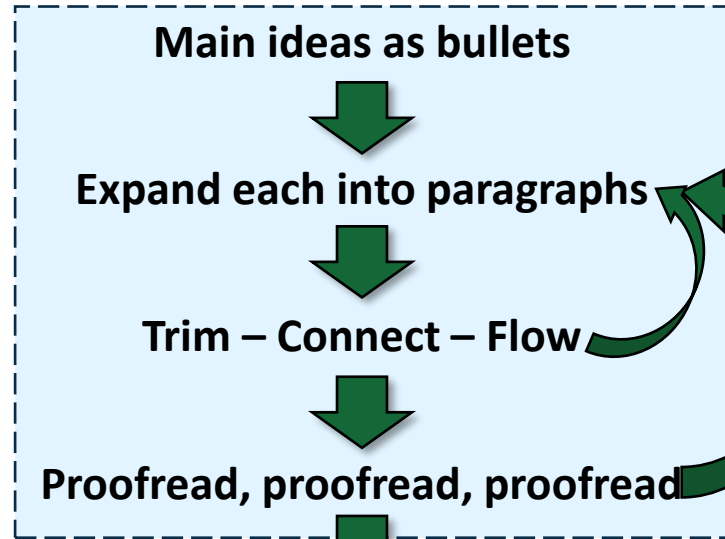 Main ideas as bullets
Expand each into paragraphs
Trim – Connect – Flow
Proofread, proofread, proofread